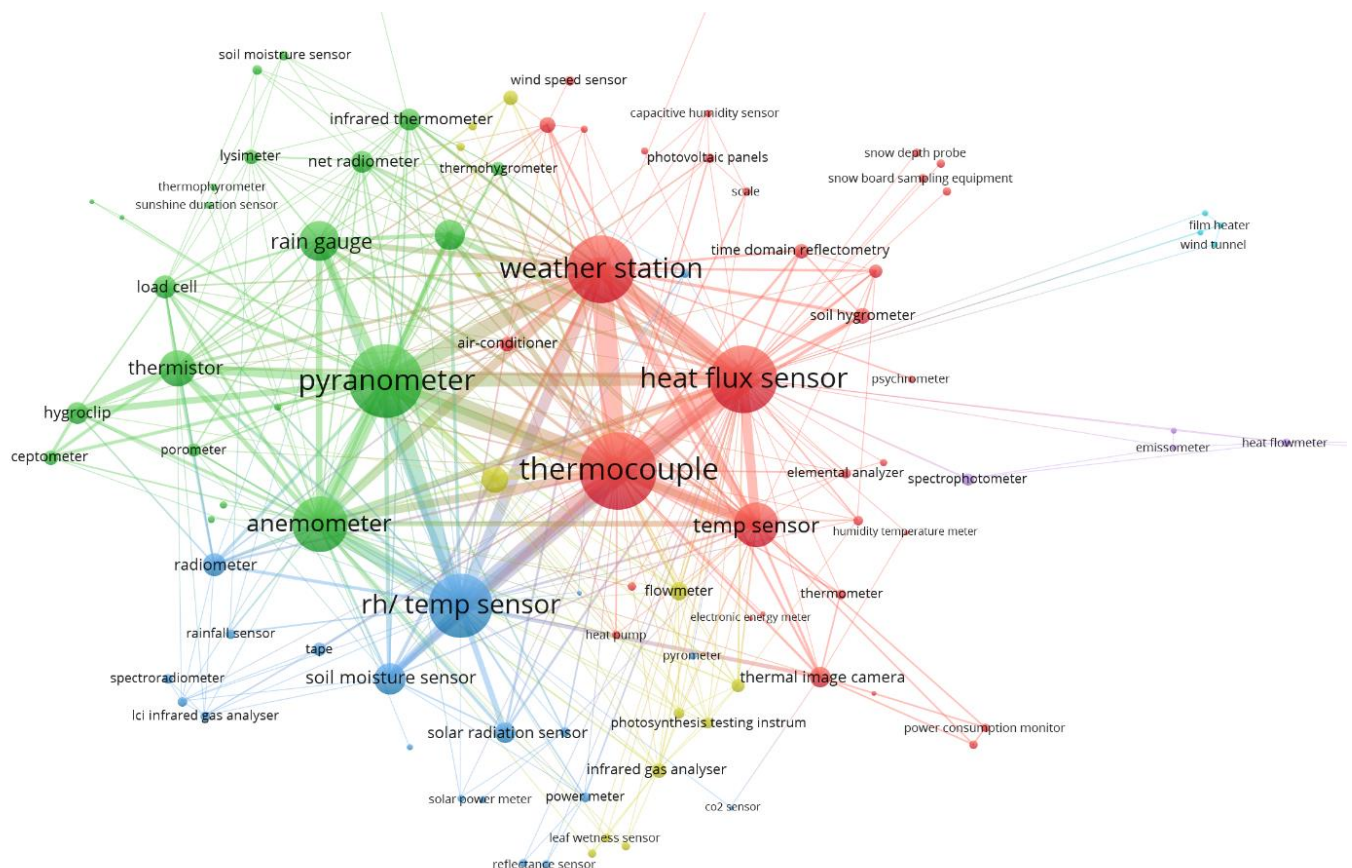 soil moistrure sensor
wind speed sensor
capacitive humidity sensor
infrared thermometer
lysimeter
net radiometer
thermohygrometer
photovoltaic panels
snow depth probe
snow board sampling equipment
thermophyrometer
scale
sunshine duration sensor
film heater
wind tunnel
rain gauge
time domain reflectometry
weather station
load cell
soil hygrometer
air-conditioner
thermistor
pyranometer
heat flux sensor
psychrometer
hygroclip
ceptometer
porometer
emissometer
heat flowmeter
thermocouple
elemental analyzer
spectrophotometer
anemometer
temp sensor
humidity temperature meter
radiometer
flowmeter
thermometer
rh/ temp sensor
electronic energy meter
rainfall sensor
heat pump
tape
pyrometer
spectroradiometer
soil moisture sensor
thermal image camera
lci infrared gas analyser
solar radiation sensor
photosynthesis testing instrum
power consumption monitor
infrared gas analyser
solar power meter
power meter
co2 sensor
leaf wetness sensor
reflectance sensor